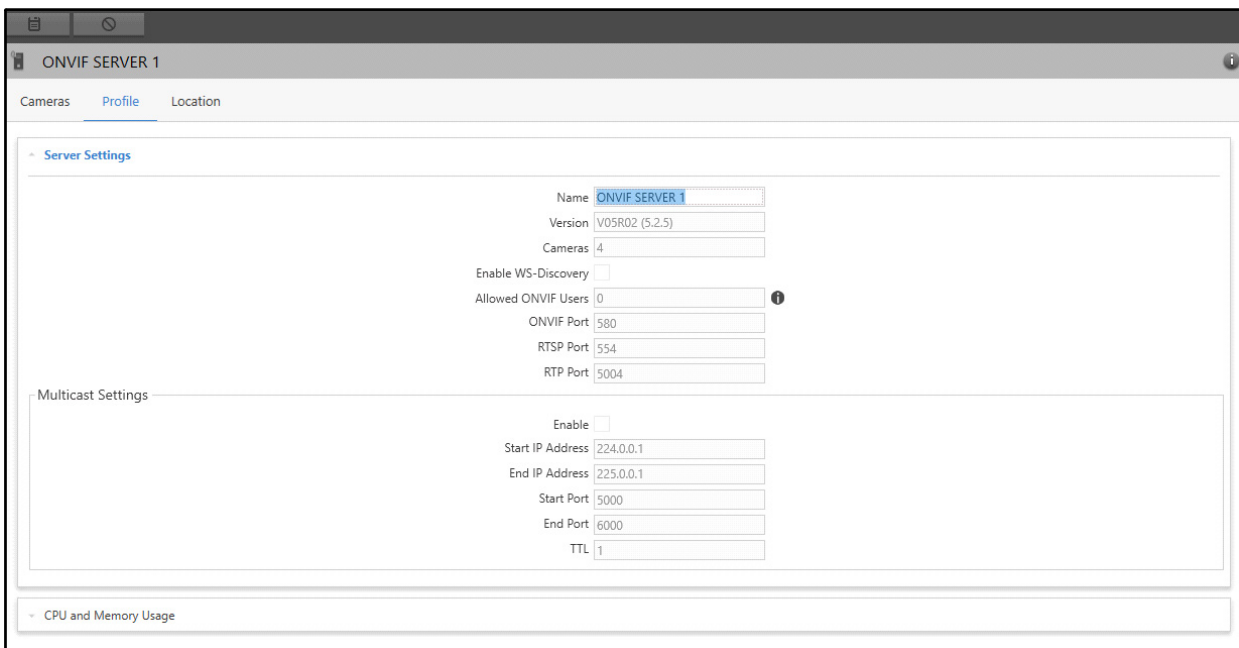 ONVIF SERVER 1
Cameras Profile Location
Server Settings
Name ONVIF SERVER 1
Version V05R02 (5.2.5)
Cameras 4
Enable WS-Discovery
Allowed ONVIF Users 0
ONVIF Port 580
RTSP Port 554
RTP Port 5004
Multicast Settings
Enable
Start IP Address 224.0.0.1
End IP Address 225.0.0.1
Start Port 5000
End Port 6000
TTL 1
CPU and Memory Usage